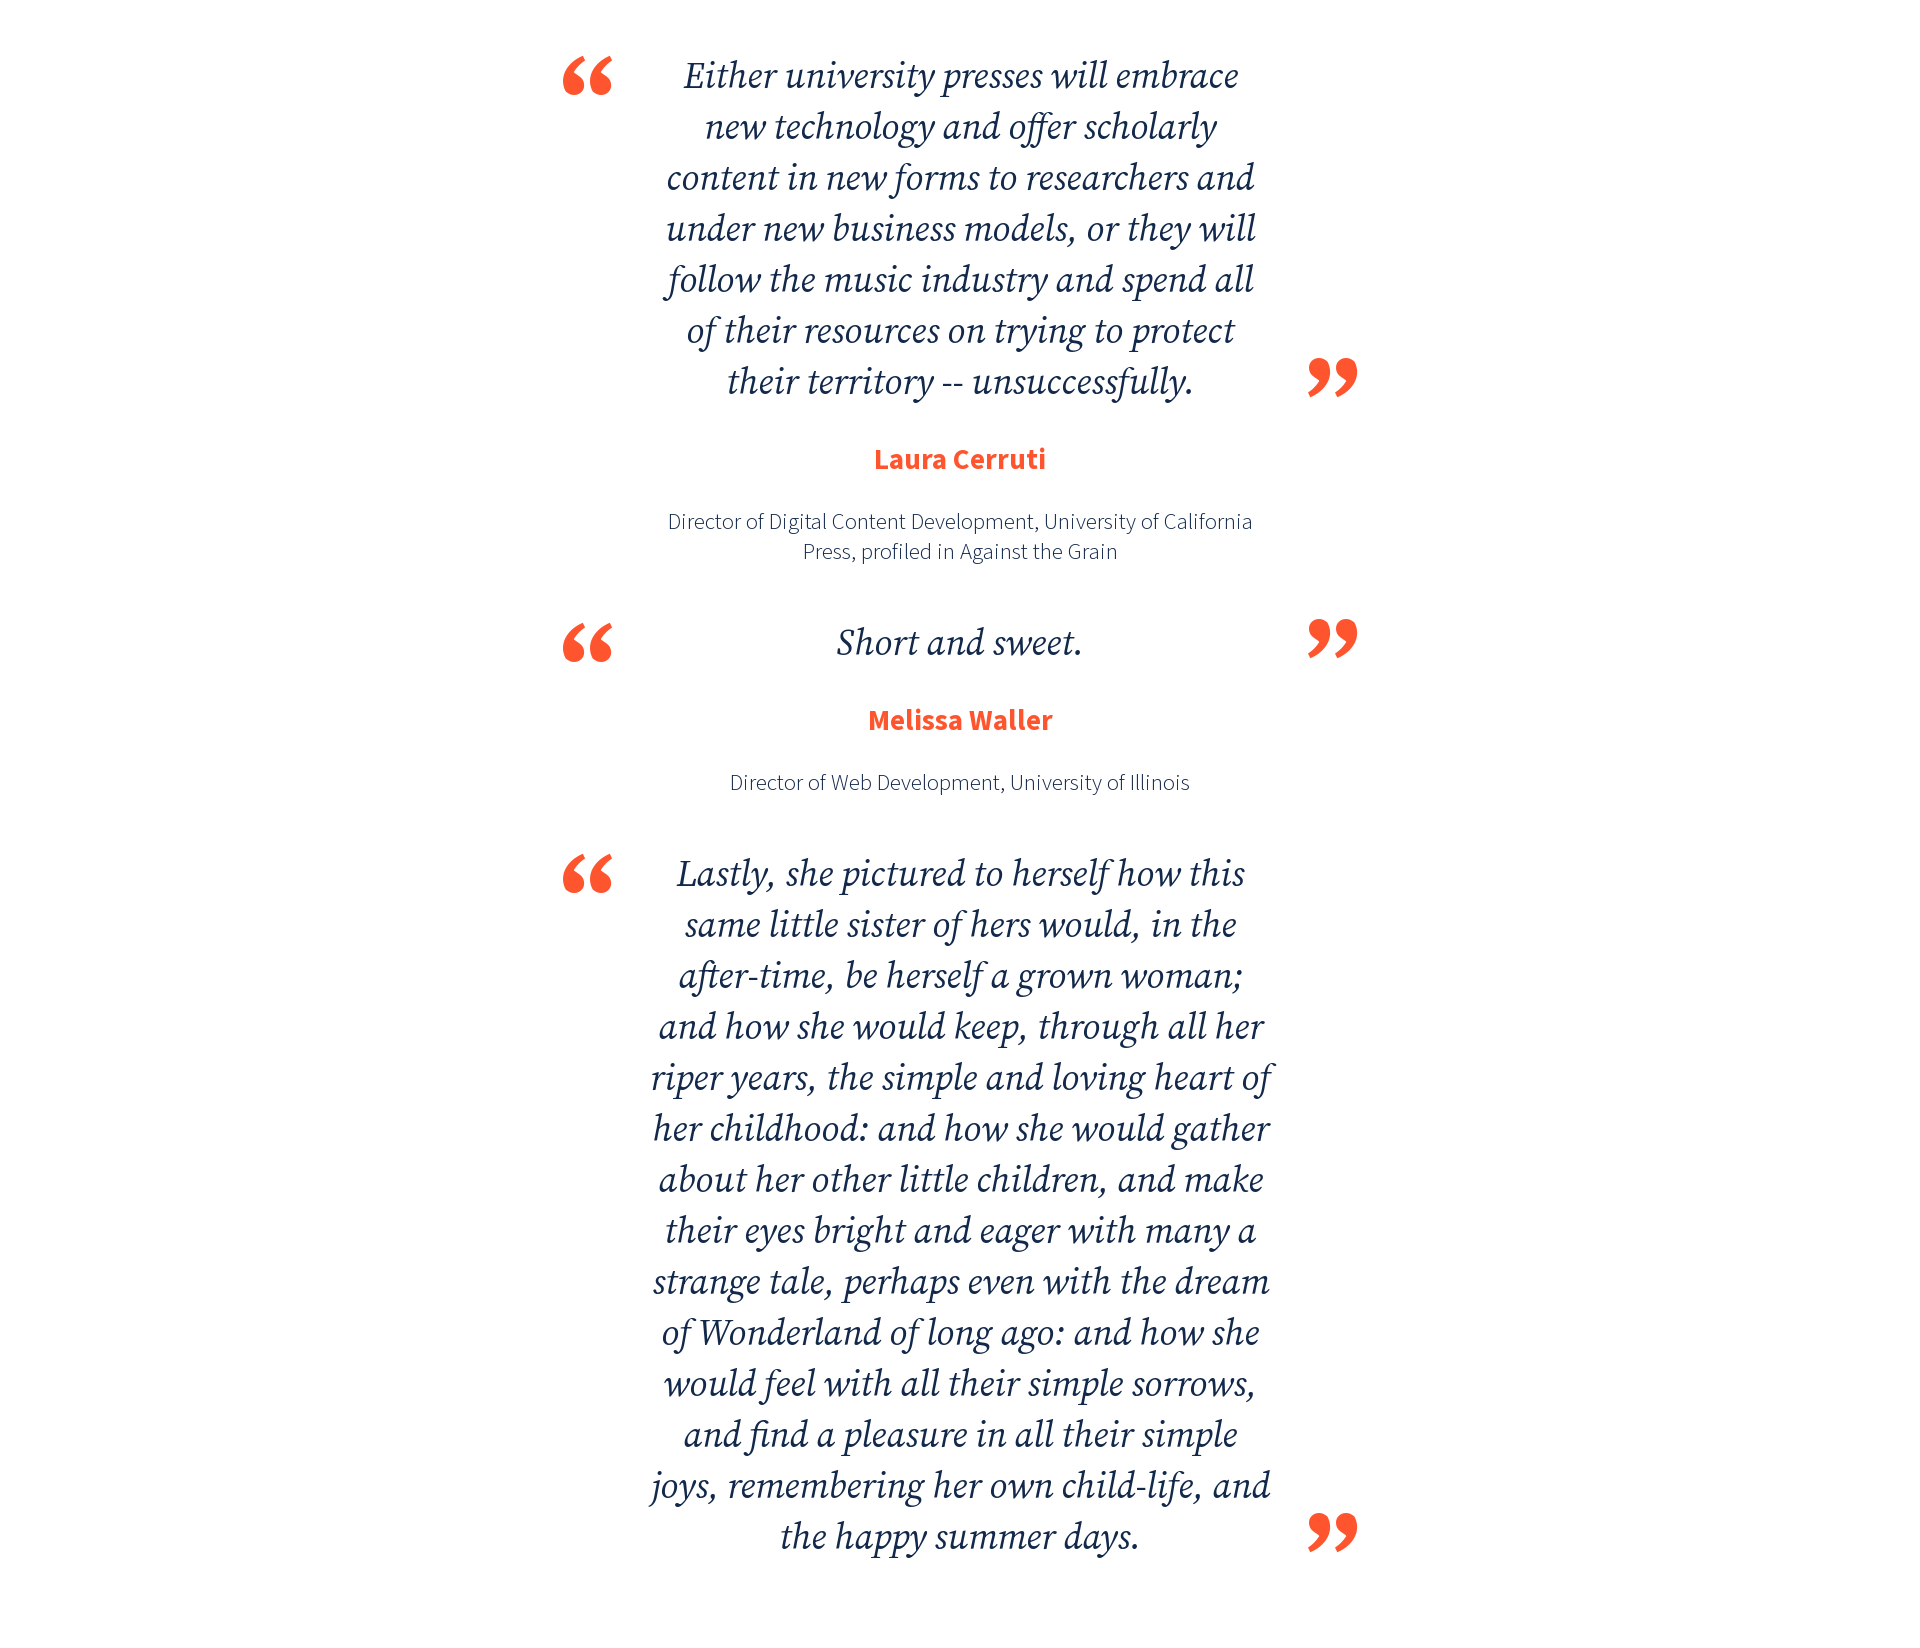 “ Either university presses will embrace
new technology and offer scholarly
content in new forms to researchers and
under new business models, or they will
follow the music industry and spend all
of their resources on trying to protect
their territory -- unsuccessfully. ”
Laura Cerruti
Director of Digital Content Development, University of California
Press, profiled in Against the Grain
“ Short and sweet. ”
Melissa Waller
Director of Web Development, University of Illinois
“ Lastly, she pictured to herself how this
same little sister of hers would, in the
after-time, be herself a grown woman;
and how she would keep, through all her
riper years, the simple and loving heart of
her childhood: and how she would gather
about her other little children, and make
their eyes bright and eager with many a
strange tale, perhaps even with the dream
of Wonderland of long ago: and how she
would feel with all their simple sorrows,
and find a pleasure in all their simple
joys, remembering her own child-life, and
the happy summer days. ”